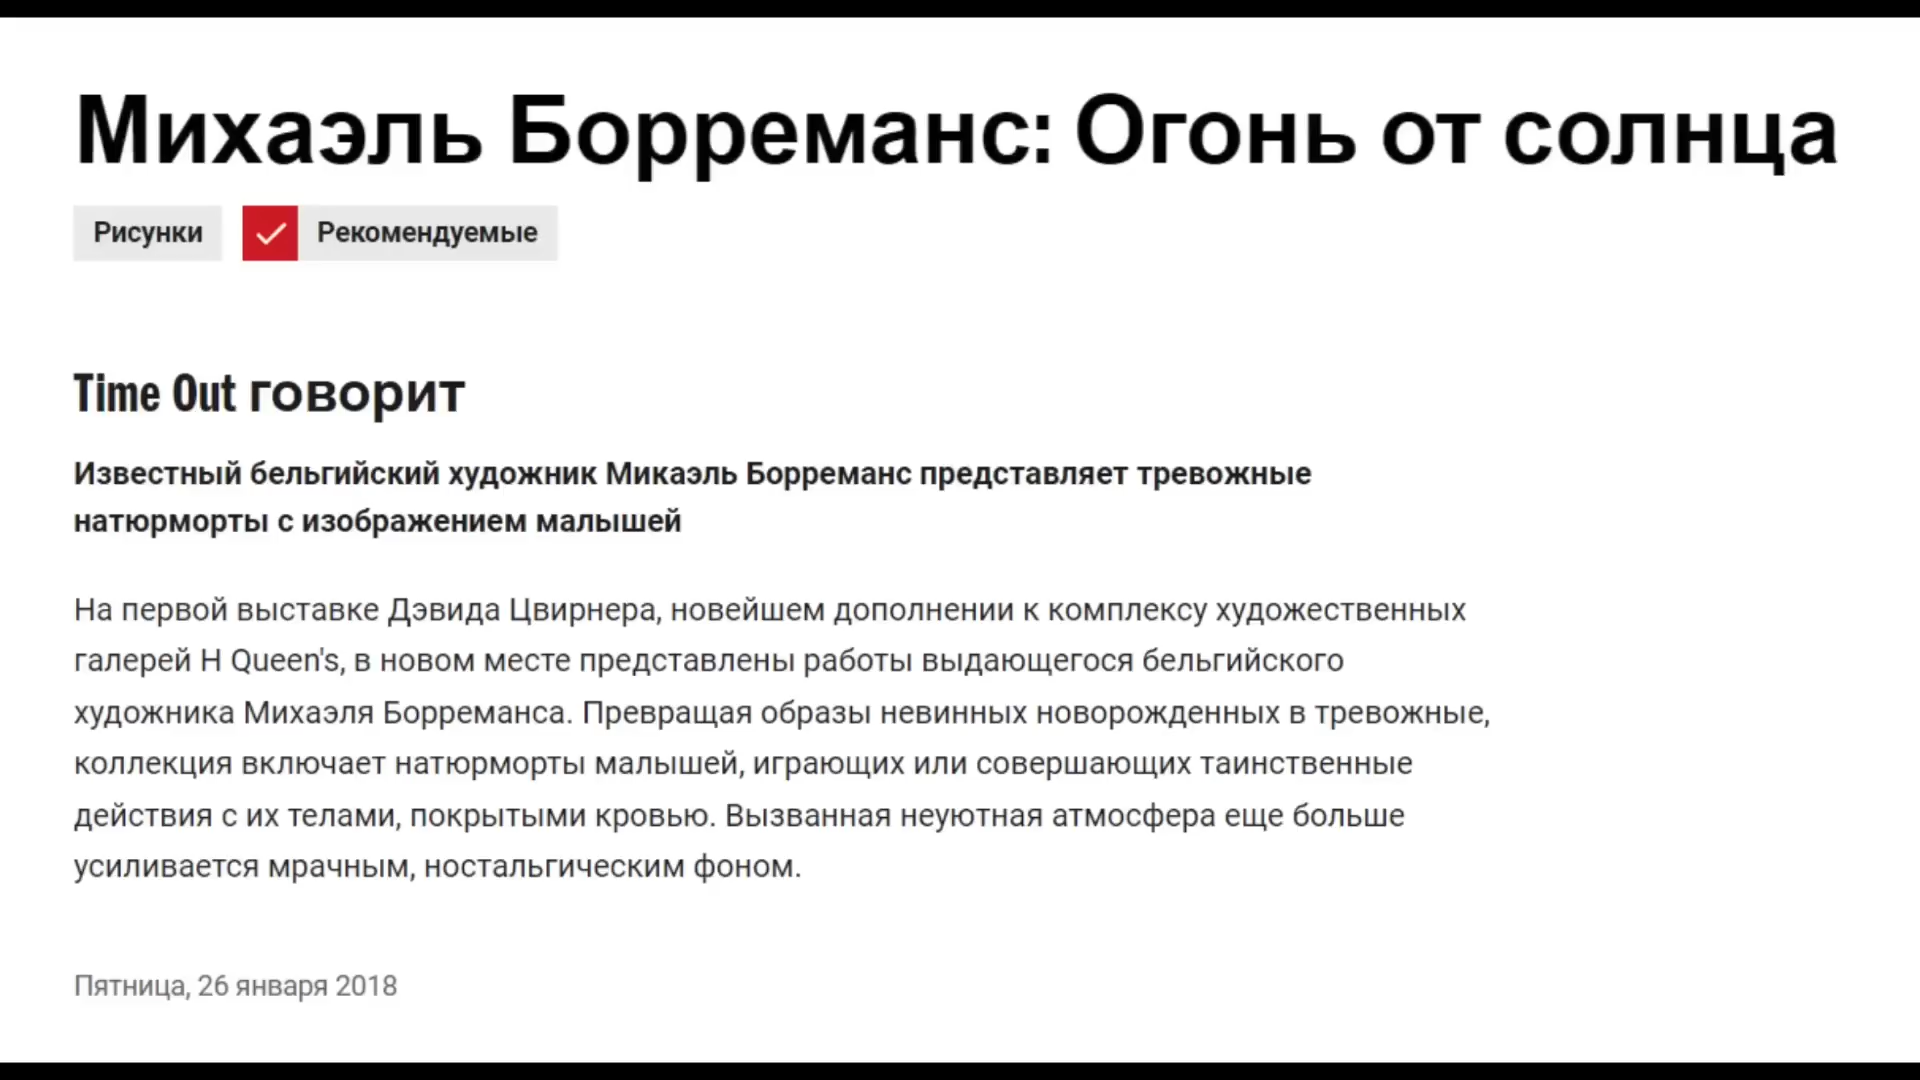 Михаэль Борреманс: Огонь от солнца
Рисунки
Рекомендуемые
Time Out говорит
Известный бельгийский художник Микаэль Борреманс представляет тревожные
натюрморты с изображением малышей
На первой выставке Дэвида Цвирнера, новейшем дополнении к комплексу художественных
галерей H Queen's, в новом месте представлены работы выдающегося бельгийского
художника Михаэля Борреманса. Превращая образы невинных новорожденных в тревожные,
коллекция включает натюрморты малышей, играющих или совершающих таинственные
действия с их телами, покрытыми кровью. Вызванная неуютная атмосфера еще больше
усиливается мрачным, ностальгическим фоном.
Пятница, 26 января 2018